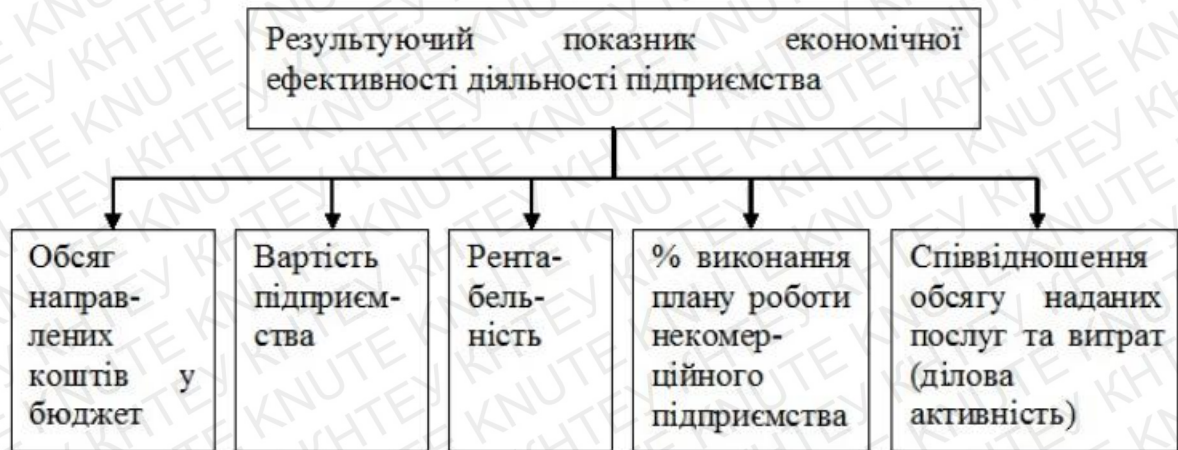 Результуючий показник економічної
ефективності діяльності підприємства
Обсяг
направ-
лених
коштів у
бюджет
Вартість
підприєм-
ства
Рента-
бель-
ність
% виконання
плану роботи
некомер-
ційного
підприємства
Співвідношення
обсягу наданих
послуг та витрат
(ділова
активність)